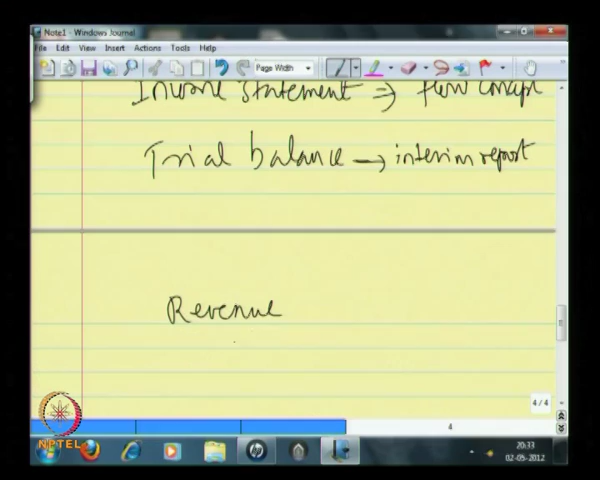 Note1 - Windows Journal
File Edit View Insert Actions Tools Help
Page Width
Income Statement ⇒ flow concept
Trial balance → interim report
Revenue
4 / 4
4
NPTEL
20:33
02-05-2012